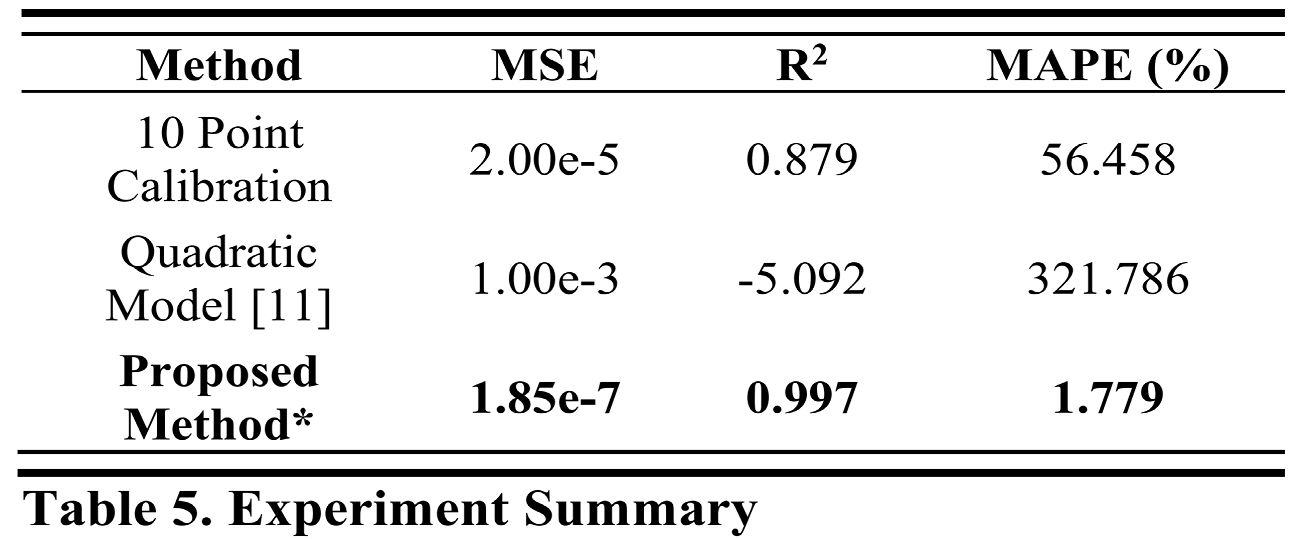 Method MSE R² MAPE (%)
10 Point
Calibration 2.00e-5 0.879 56.458
Quadratic
Model [11] 1.00e-3 -5.092 321.786
Proposed
Method* 1.85e-7 0.997 1.779
Table 5. Experiment Summary